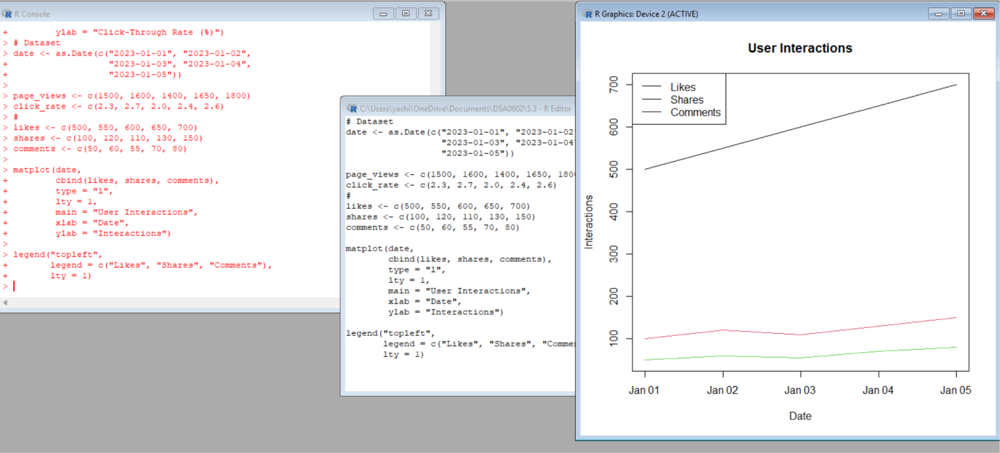 R Console
+         ylab = "Click-Through Rate (%)")
> # Dataset
> date <- as.Date(c("2023-01-01", "2023-01-02",
+                   "2023-01-03", "2023-01-04",
+                   "2023-01-05"))
>
> page_views <- c(1500, 1600, 1400, 1650, 1800)
> click_rate <- c(2.3, 2.7, 2.0, 2.4, 2.6)
> #
> likes <- c(500, 550, 600, 650, 700)
> shares <- c(100, 120, 110, 130, 150)
> comments <- c(50, 60, 55, 70, 80)
>
> matplot(date,
+         cbind(likes, shares, comments),
+         type = "l",
+         lty = 1,
+         main = "User Interactions",
+         xlab = "Date",
+         ylab = "Interactions")
>
> legend("topleft",
+        legend = c("Likes", "Shares", "Comments"),
+        lty = 1)
>
C:\Users\yashi\OneDrive\Documents\DSA0602\5.3 - R Editor
# Dataset
date <- as.Date(c("2023-01-01", "2023-01-02
                  "2023-01-03", "2023-01-04
                  "2023-01-05"))
page_views <- c(1500, 1600, 1400, 1650, 180
click_rate <- c(2.3, 2.7, 2.0, 2.4, 2.6)
#
likes <- c(500, 550, 600, 650, 700)
shares <- c(100, 120, 110, 130, 150)
comments <- c(50, 60, 55, 70, 80)
matplot(date,
        cbind(likes, shares, comments),
        type = "l",
        lty = 1,
        main = "User Interactions",
        xlab = "Date",
        ylab = "Interactions")
legend("topleft",
       legend = c("Likes", "Shares", "Comme
       lty = 1)
R Graphics: Device 2 (ACTIVE)
User Interactions
Likes
Shares
Comments
700
600
500
400
300
200
100
Interactions
Jan 01 Jan 02 Jan 03 Jan 04 Jan 05
Date